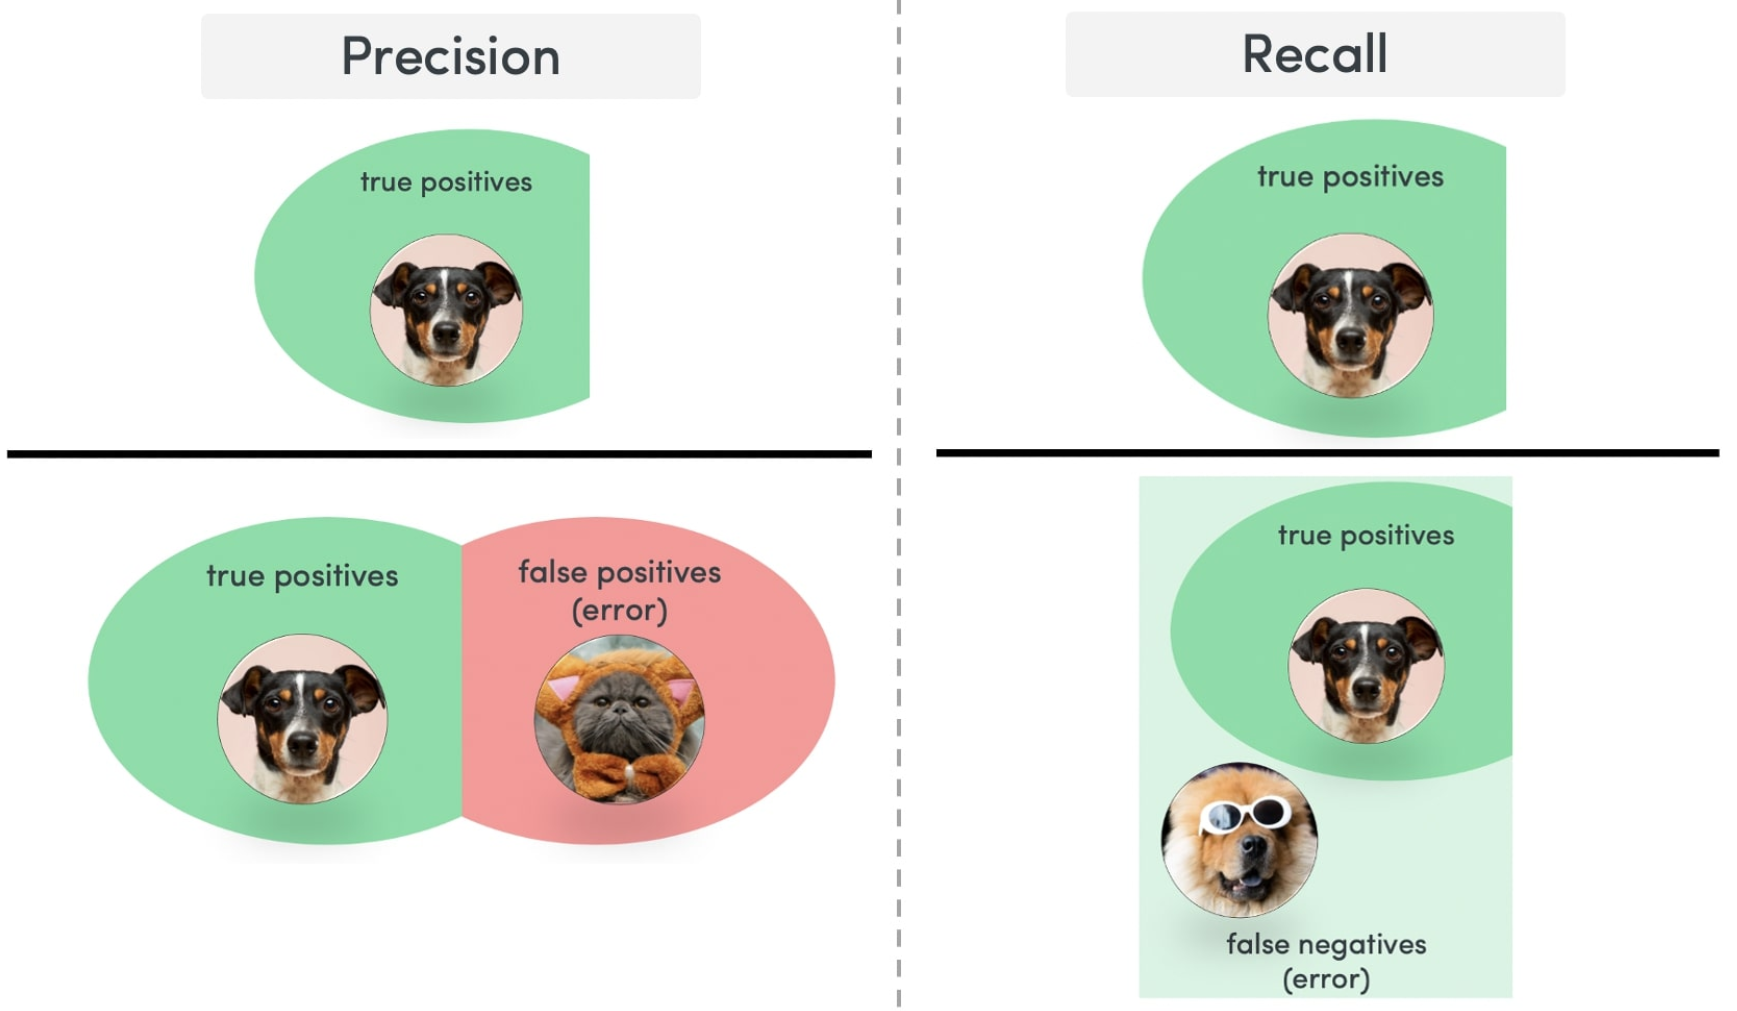 Precision
true positives
true positives
false positives
(error)
Recall
true positives
true positives
false negatives
(error)